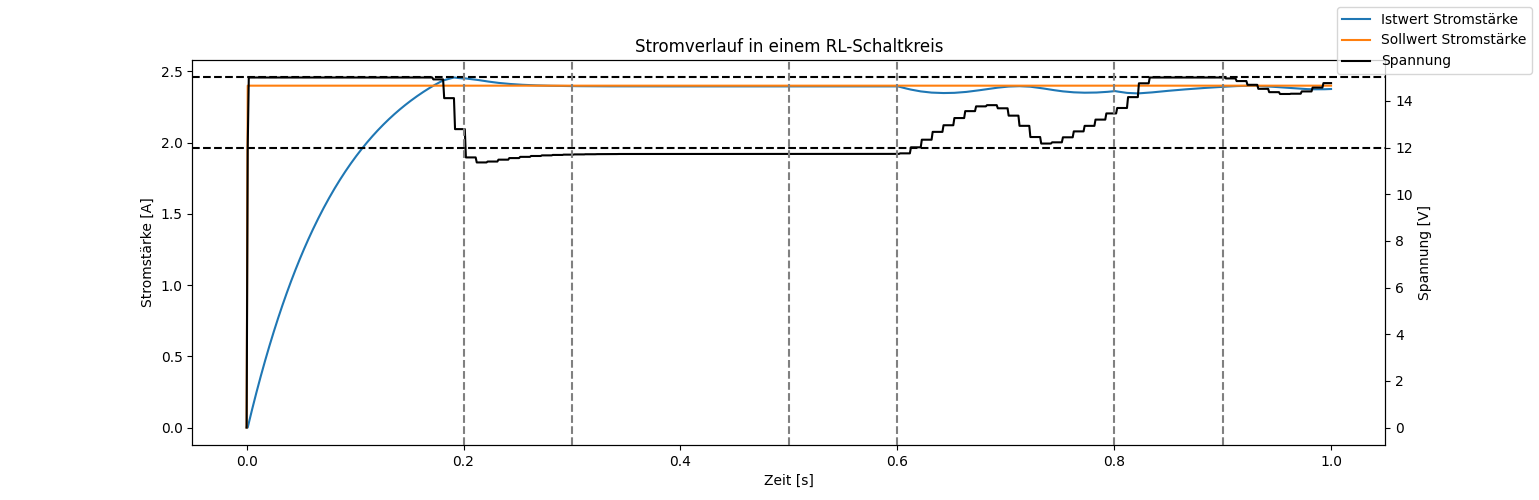 Istwert Stromstärke
Sollwert Stromstärke
Spannung
Stromverlauf in einem RL-Schaltkreis
2.5
2.0
1.5
1.0
0.5
0.0
Stromstärke [A]
14
12
10
8
6
4
2
0
Spannung [V]
0.0 0.2 0.4 0.6 0.8 1.0
Zeit [s]